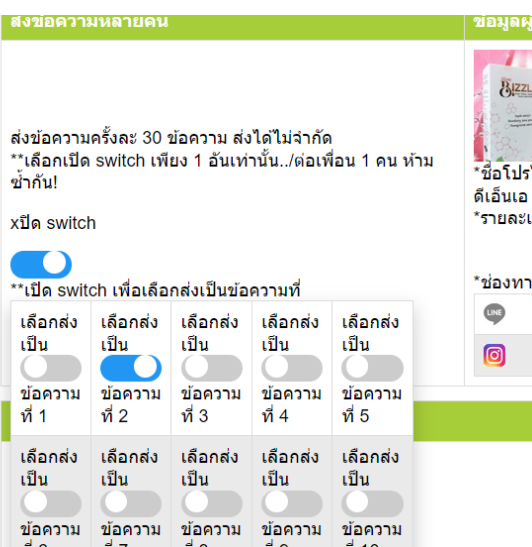 ส่งข้อความหลายคน
ส่งข้อความครั้งละ 30 ข้อความ ส่งได้ไม่จำกัด
**เลือกเปิด switch เพียง 1 อันเท่านั้น../ต่อเพื่อน 1 คน ห้าม
ซ้ำกัน!
xปิด switch
**เปิด switch เพื่อเลือกส่งเป็นข้อความที่
เลือกส่ง เลือกส่ง เลือกส่ง เลือกส่ง เลือกส่ง
เป็น เป็น เป็น เป็น เป็น
ข้อความ ข้อความ ข้อความ ข้อความ ข้อความ
ที่ 1 ที่ 2 ที่ 3 ที่ 4 ที่ 5
เลือกส่ง เลือกส่ง เลือกส่ง เลือกส่ง เลือกส่ง
เป็น เป็น เป็น เป็น เป็น
ข้อความ ข้อความ ข้อความ ข้อความ ข้อความ
ข้อมูลผู้
*ชื่อโปร
ดีเอ็นเอ
*รายละเ
*ช่องทา
LINE